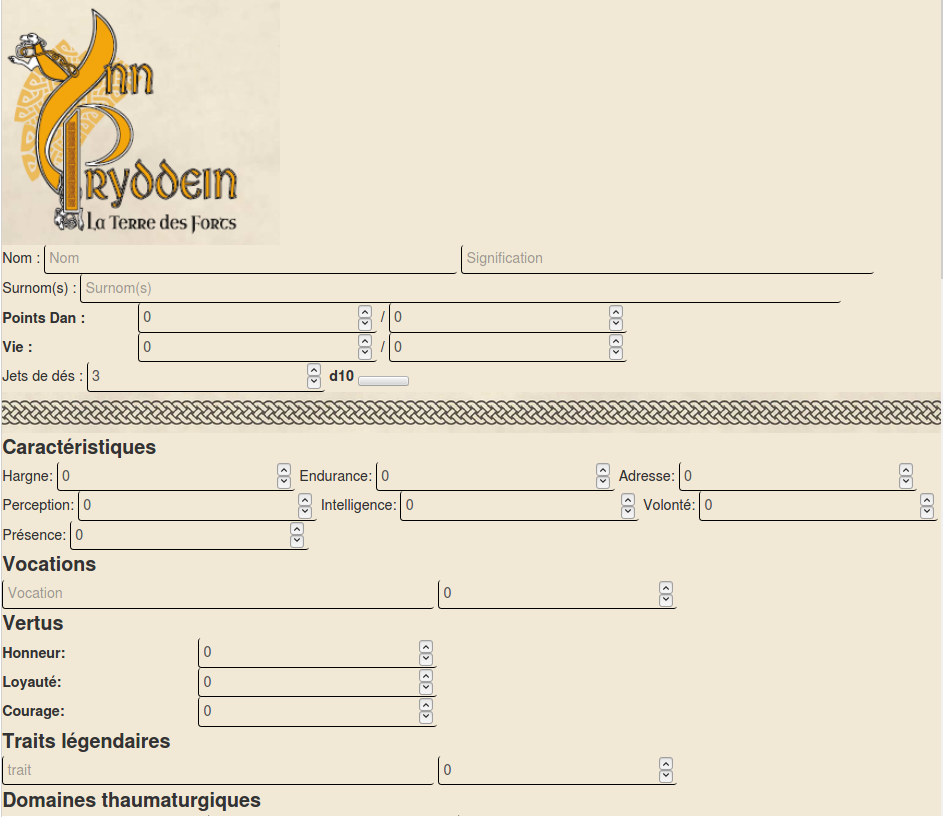 Ynn
Pryddein
La Terre des Forts
Nom : Nom Signification
Surnom(s) : Surnom(s)
Points Dan : 0 / 0
Vie : 0 / 0
Jets de dés : 3 d10
Caractéristiques
Hargne: 0 Endurance: 0 Adresse: 0
Perception: 0 Intelligence: 0 Volonté: 0
Présence: 0
Vocations
Vocation 0
Vertus
Honneur: 0
Loyauté: 0
Courage: 0
Traits légendaires
trait 0
Domaines thaumaturgiques